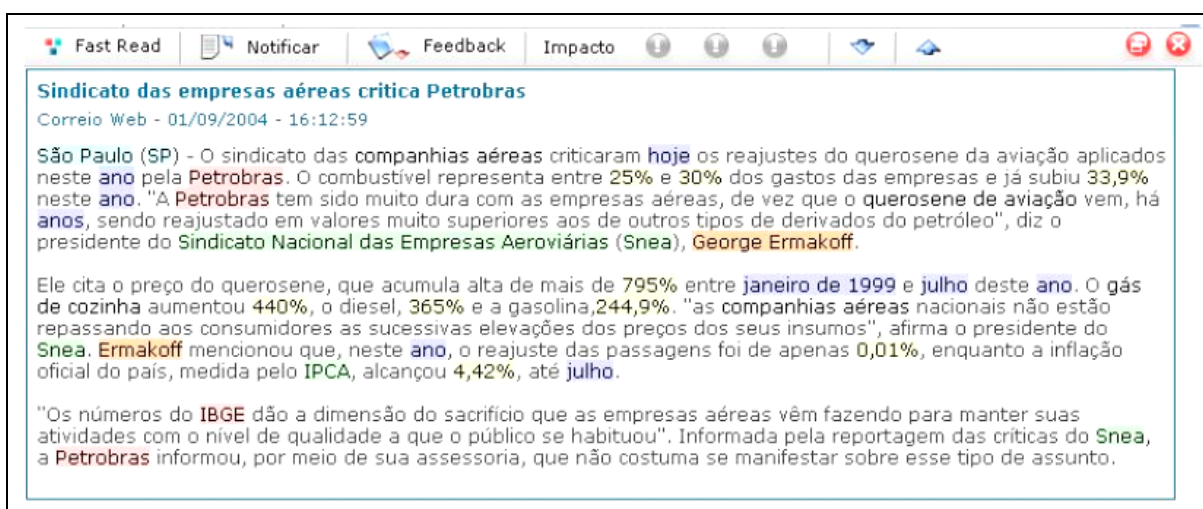 Fast Read Notificar Feedback Impacto
Sindicato das empresas aéreas critica Petrobras
Correio Web - 01/09/2004 - 16:12:59
São Paulo (SP) - O sindicato das companhias aéreas criticaram hoje os reajustes do querosene da aviação aplicados
neste ano pela Petrobras. O combustível representa entre 25% e 30% dos gastos das empresas e já subiu 33,9%
neste ano. "A Petrobras tem sido muito dura com as empresas aéreas, de vez que o querosene de aviação vem, há
anos, sendo reajustado em valores muito superiores aos de outros tipos de derivados do petróleo", diz o
presidente do Sindicato Nacional das Empresas Aeroviárias (Snea), George Ermakoff.
Ele cita o preço do querosene, que acumula alta de mais de 795% entre janeiro de 1999 e julho deste ano. O gás
de cozinha aumentou 440%, o diesel, 365% e a gasolina,244,9%. "as companhias aéreas nacionais não estão
repassando aos consumidores as sucessivas elevações dos preços dos seus insumos", afirma o presidente do
Snea. Ermakoff mencionou que, neste ano, o reajuste das passagens foi de apenas 0,01%, enquanto a inflação
oficial do país, medida pelo IPCA, alcançou 4,42%, até julho.
"Os números do IBGE dão a dimensão do sacrifício que as empresas aéreas vêm fazendo para manter suas
atividades com o nível de qualidade a que o público se habituou". Informada pela reportagem das críticas do Snea,
a Petrobras informou, por meio de sua assessoria, que não costuma se manifestar sobre esse tipo de assunto.